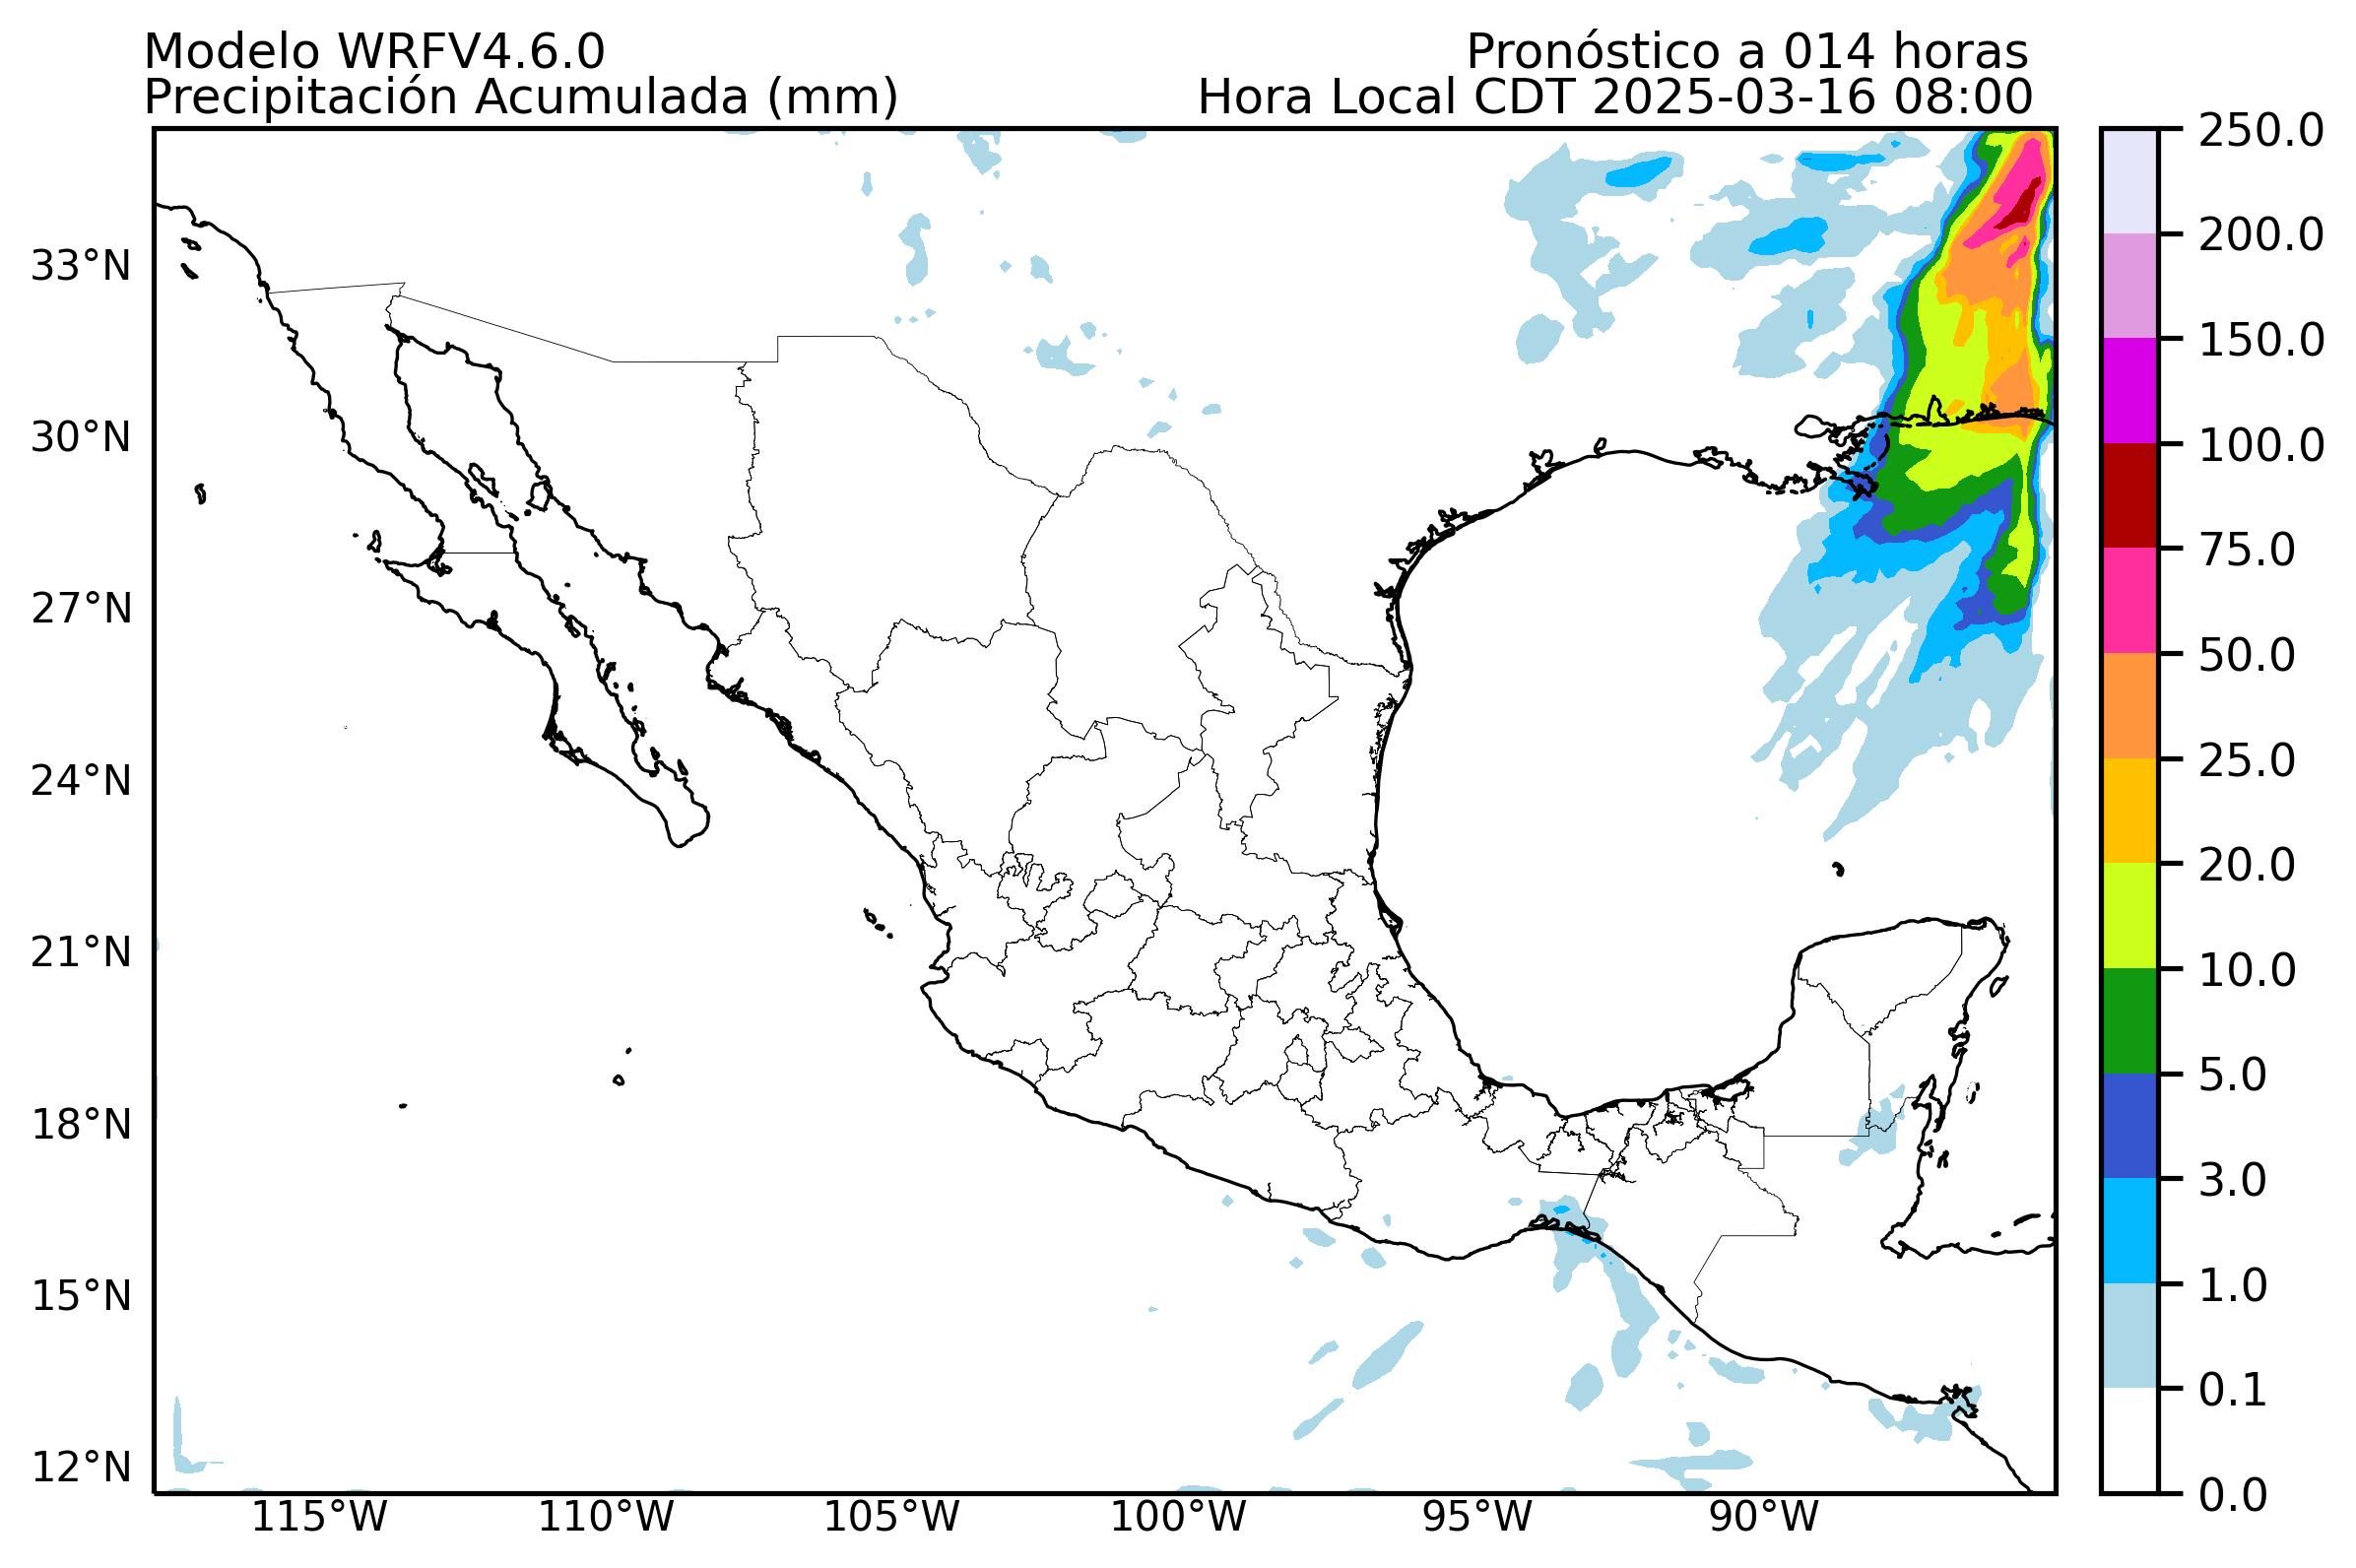 Modelo WRFV4.6.0
Pronóstico a 014 horas
Precipitación Acumulada (mm)
Hora Local CDT 2025-03-16 08:00
33°N
30°N
27°N
24°N
21°N
18°N
15°N
12°N
115°W
110°W
105°W
100°W
95°W
90°W
250.0
200.0
150.0
100.0
75.0
50.0
25.0
20.0
10.0
5.0
3.0
1.0
0.1
0.0